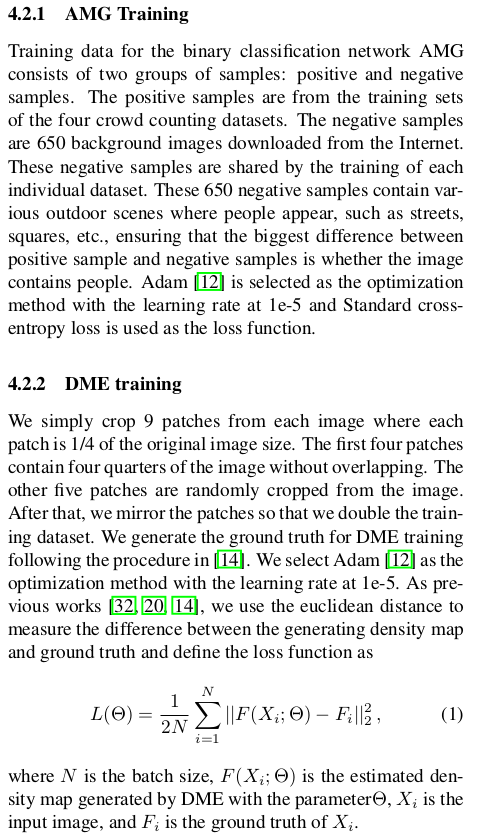 4.2.1 AMG Training
Training data for the binary classification network AMG
consists of two groups of samples: positive and negative
samples. The positive samples are from the training sets
of the four crowd counting datasets. The negative samples
are 650 background images downloaded from the Internet.
These negative samples are shared by the training of each
individual dataset. These 650 negative samples contain var-
ious outdoor scenes where people appear, such as streets,
squares, etc., ensuring that the biggest difference between
positive sample and negative samples is whether the image
contains people. Adam [12] is selected as the optimization
method with the learning rate at 1e-5 and Standard cross-
entropy loss is used as the loss function.
4.2.2 DME training
We simply crop 9 patches from each image where each
patch is 1/4 of the original image size. The first four patches
contain four quarters of the image without overlapping. The
other five patches are randomly cropped from the image.
After that, we mirror the patches so that we double the train-
ing dataset. We generate the ground truth for DME training
following the procedure in [14]. We select Adam [12] as the
optimization method with the learning rate at 1e-5. As pre-
vious works [32, 20, 14], we use the euclidean distance to
measure the difference between the generating density map
and ground truth and define the loss function as
L(Θ) = \frac{1}{2N} \sum_{i=1}^{N} ||F(X_i; Θ) − F_i||_2^2 , (1)
where N is the batch size, F(X_i; Θ) is the estimated den-
sity map generated by DME with the parameterΘ, X_i is the
input image, and F_i is the ground truth of X_i.